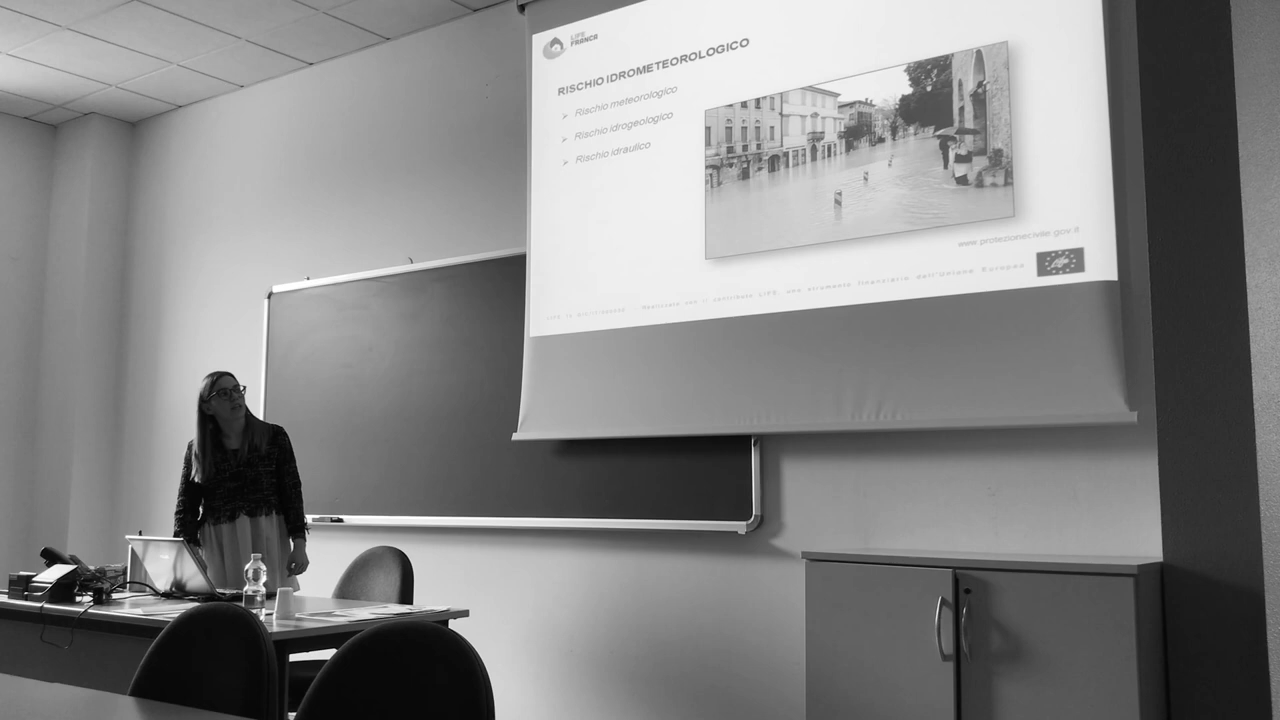 LIFE
FRANCA
RISCHIO IDROMETEOROLOGICO
➢ Rischio meteorologico
➢ Rischio idrogeologico
➢ Rischio idraulico
www.protezionecivile.gov.it
Realizzato con il contributo LIFE, uno strumento finanziario dell'Unione Europea